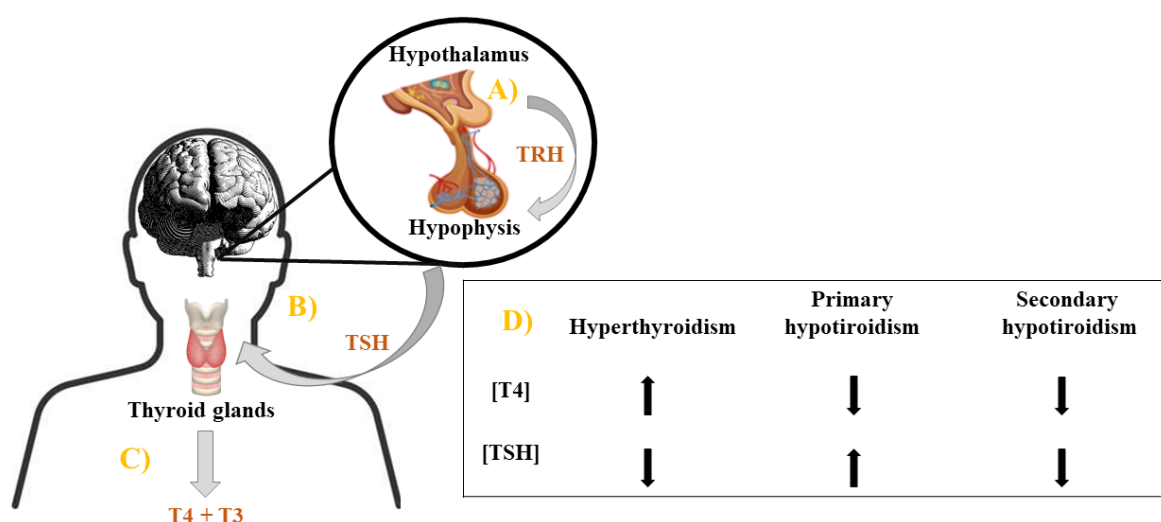 Hypothalamus
A)
TRH
Hypophysis
B)
TSH
Thyroid glands
C)
T4 + T3
D)
Hyperthyroidism
Primary
hypotiroidism
Secondary
hypotiroidism
[T4]
[TSH]